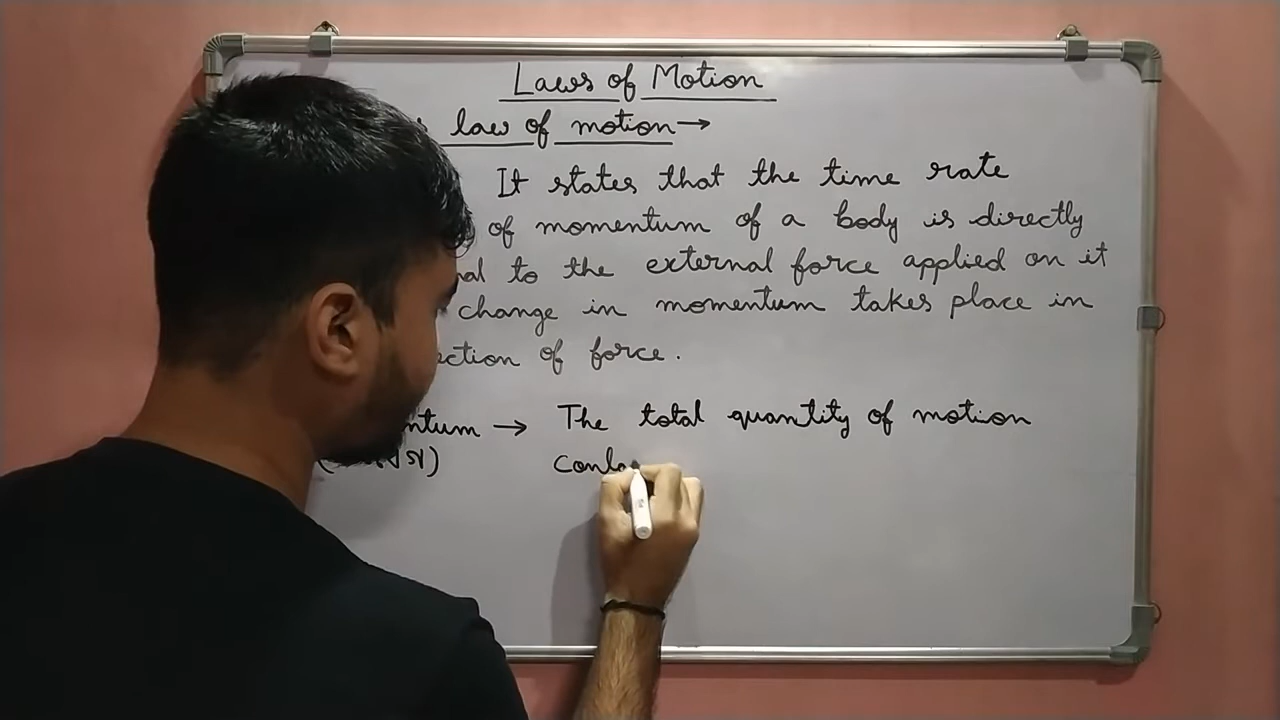 Laws of Motion
law of motion→
It states that the time rate
of momentum of a body is directly
to the external force applied on it
change in momentum takes place in
of force.
→ The total quantity of motion